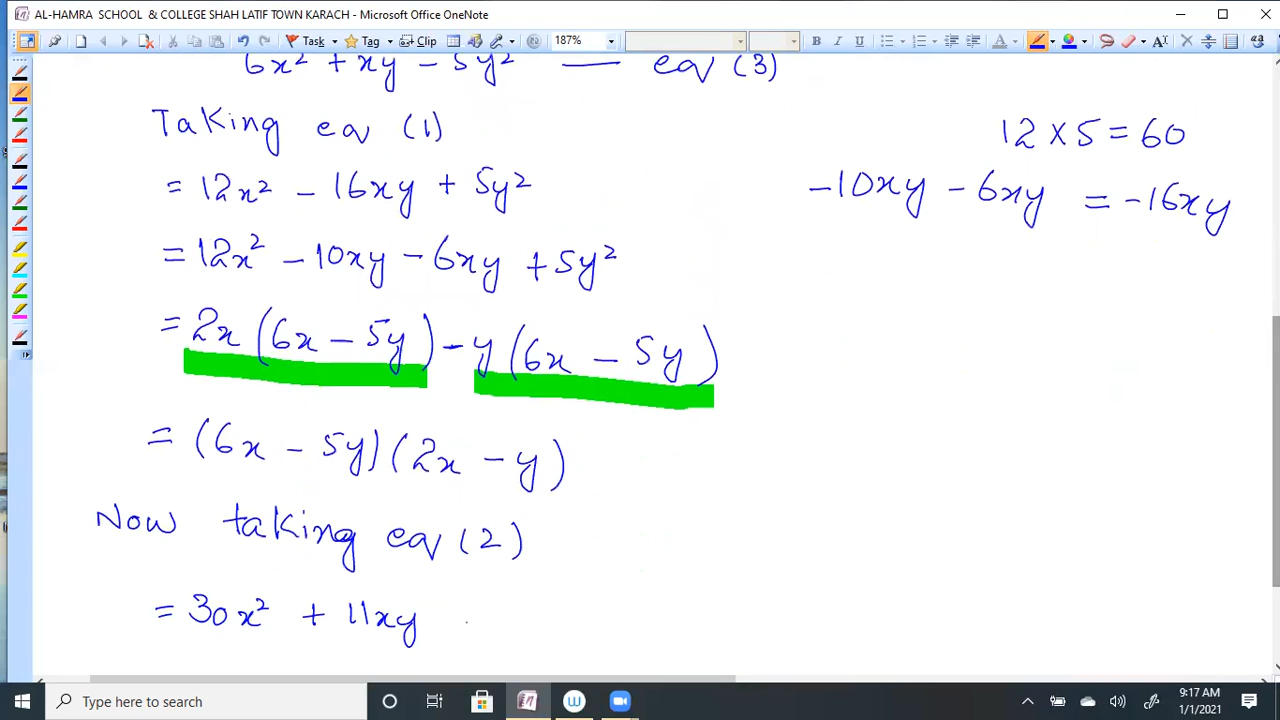 AL-HAMRA SCHOOL & COLLEGE SHAH LATIF TOWN KARACH - Microsoft Office OneNote
Task Tag Clip 187%
6x² + xy - 5y² — eq (3)
Taking eq (1)
12 x 5 = 60
= 12x² - 16xy + 5y²
-10xy - 6xy = -16xy
= 12x² - 10xy - 6xy + 5y²
= 2x (6x - 5y) - y (6x - 5y)
= (6x - 5y) (2x - y)
Now taking eq (2)
= 30x² + 11xy
Type here to search
9:17 AM
1/1/2021